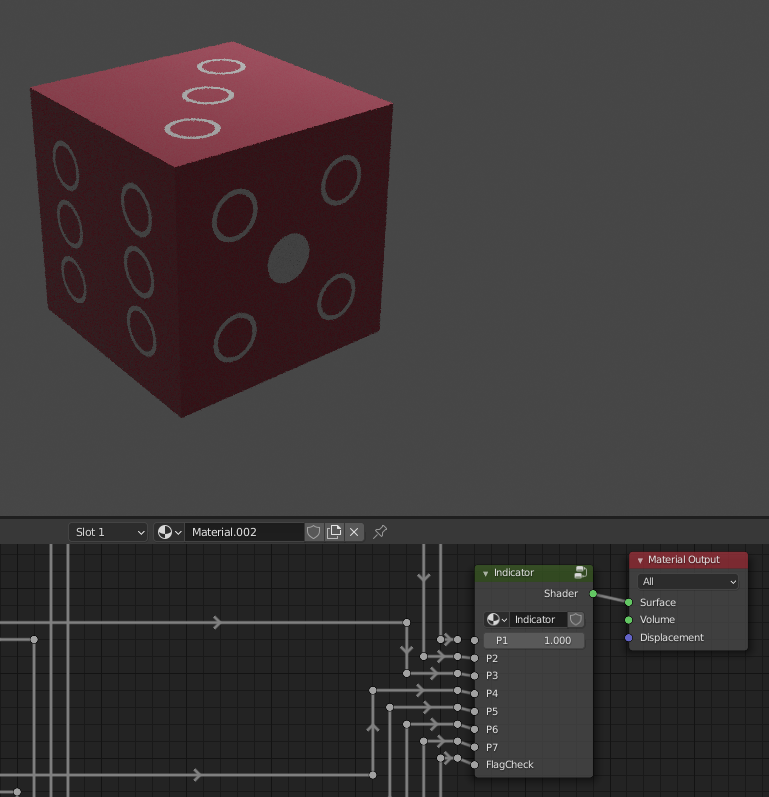 Slot 1
Material.002
Indicator
Shader
Indicator
P1 1.000
P2
P3
P4
P5
P6
P7
FlagCheck
Material Output
All
Surface
Volume
Displacement